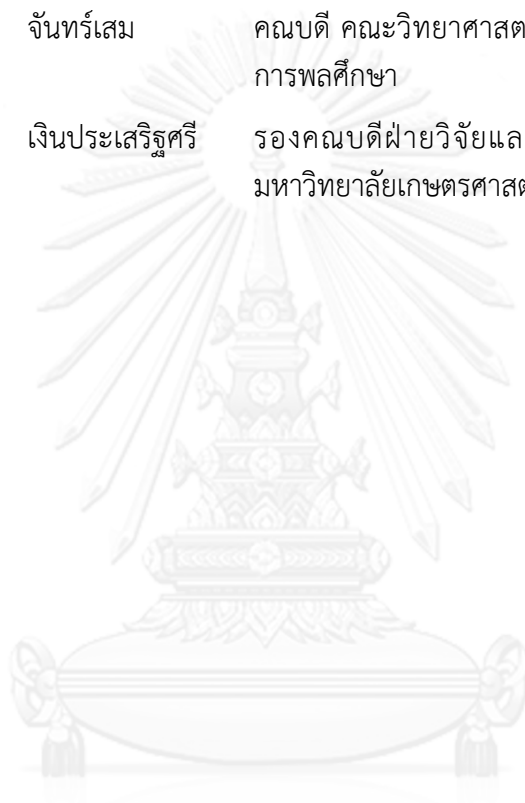 จันทร์เสม คณบดี คณะวิทยาศาสต
การพลศึกษา
เงินประเสริฐศรี รองคณบดีฝ่ายวิจัยแล
มหาวิทยาลัยเกษตรศาสต